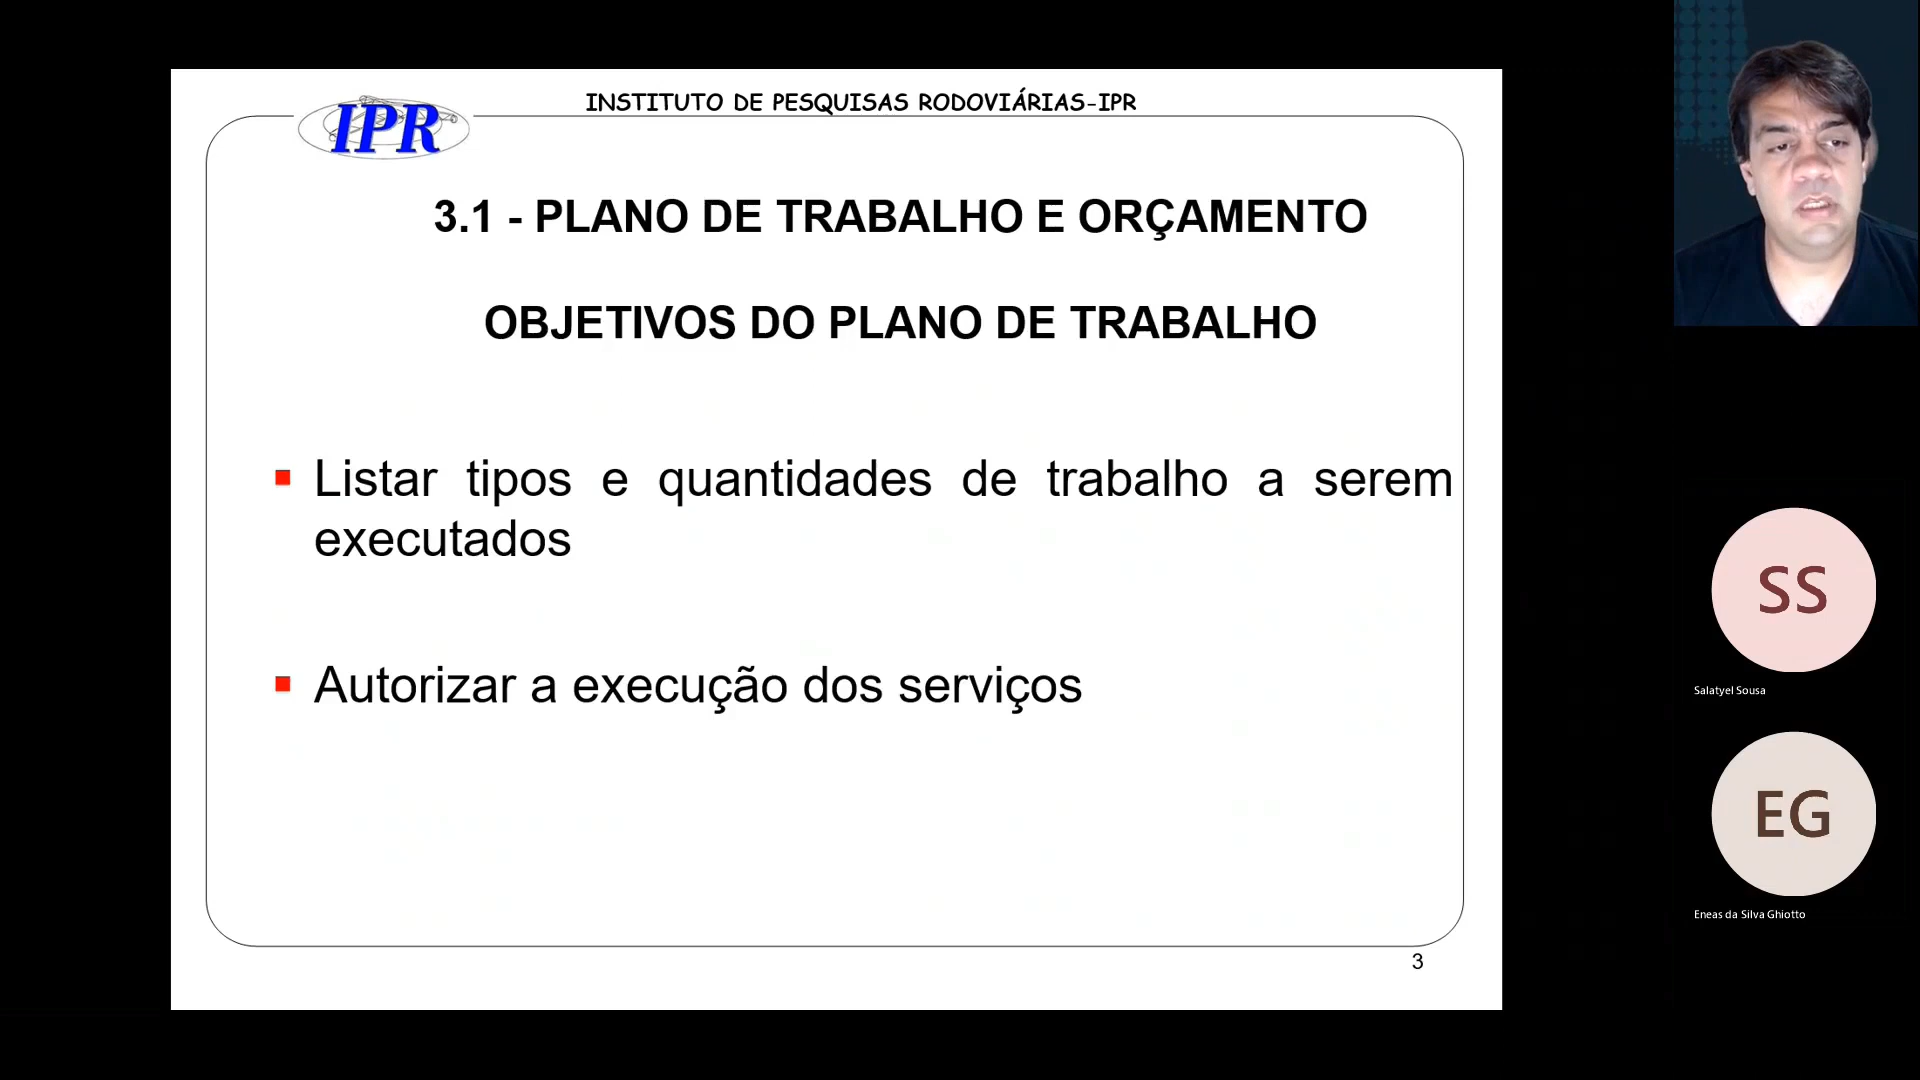 INSTITUTO DE PESQUISAS RODOVIÁRIAS-IPR
IPR
3.1 - PLANO DE TRABALHO E ORÇAMENTO
OBJETIVOS DO PLANO DE TRABALHO
Listar tipos e quantidades de trabalho a serem
executados
Autorizar a execução dos serviços
3
SS
Salatyel Sousa
EG
Eneas da Silva Ghiotto